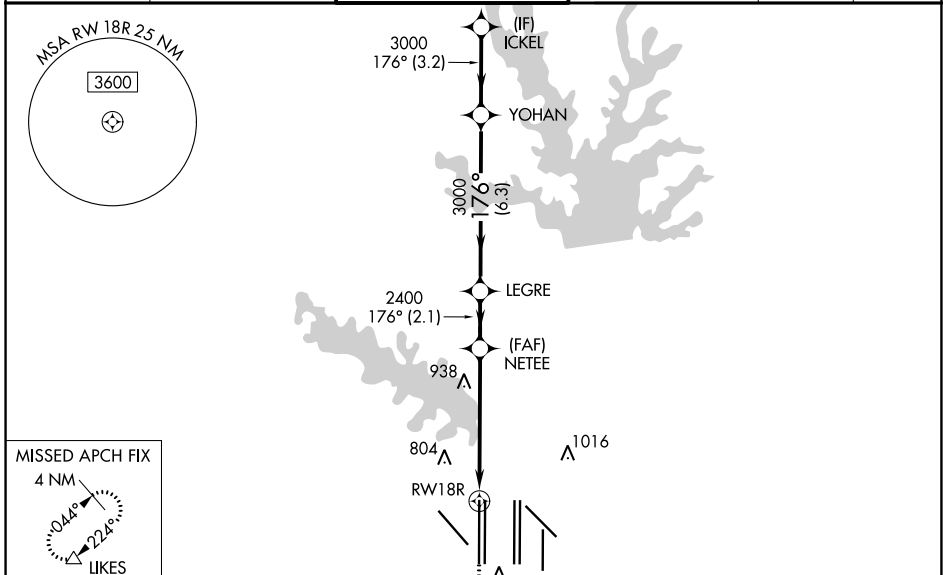 MSA RW 18R 25 NM
3600
(IF)
ICKEL
3000
176° (3.2)
YOHAN
3000
176°
(6.3)
LEGRE
2400
176° (2.1)
(FAF)
NETEE
938
804
1016
RW18R
MISSED APCH FIX
4 NM
044°
224°
LIKES